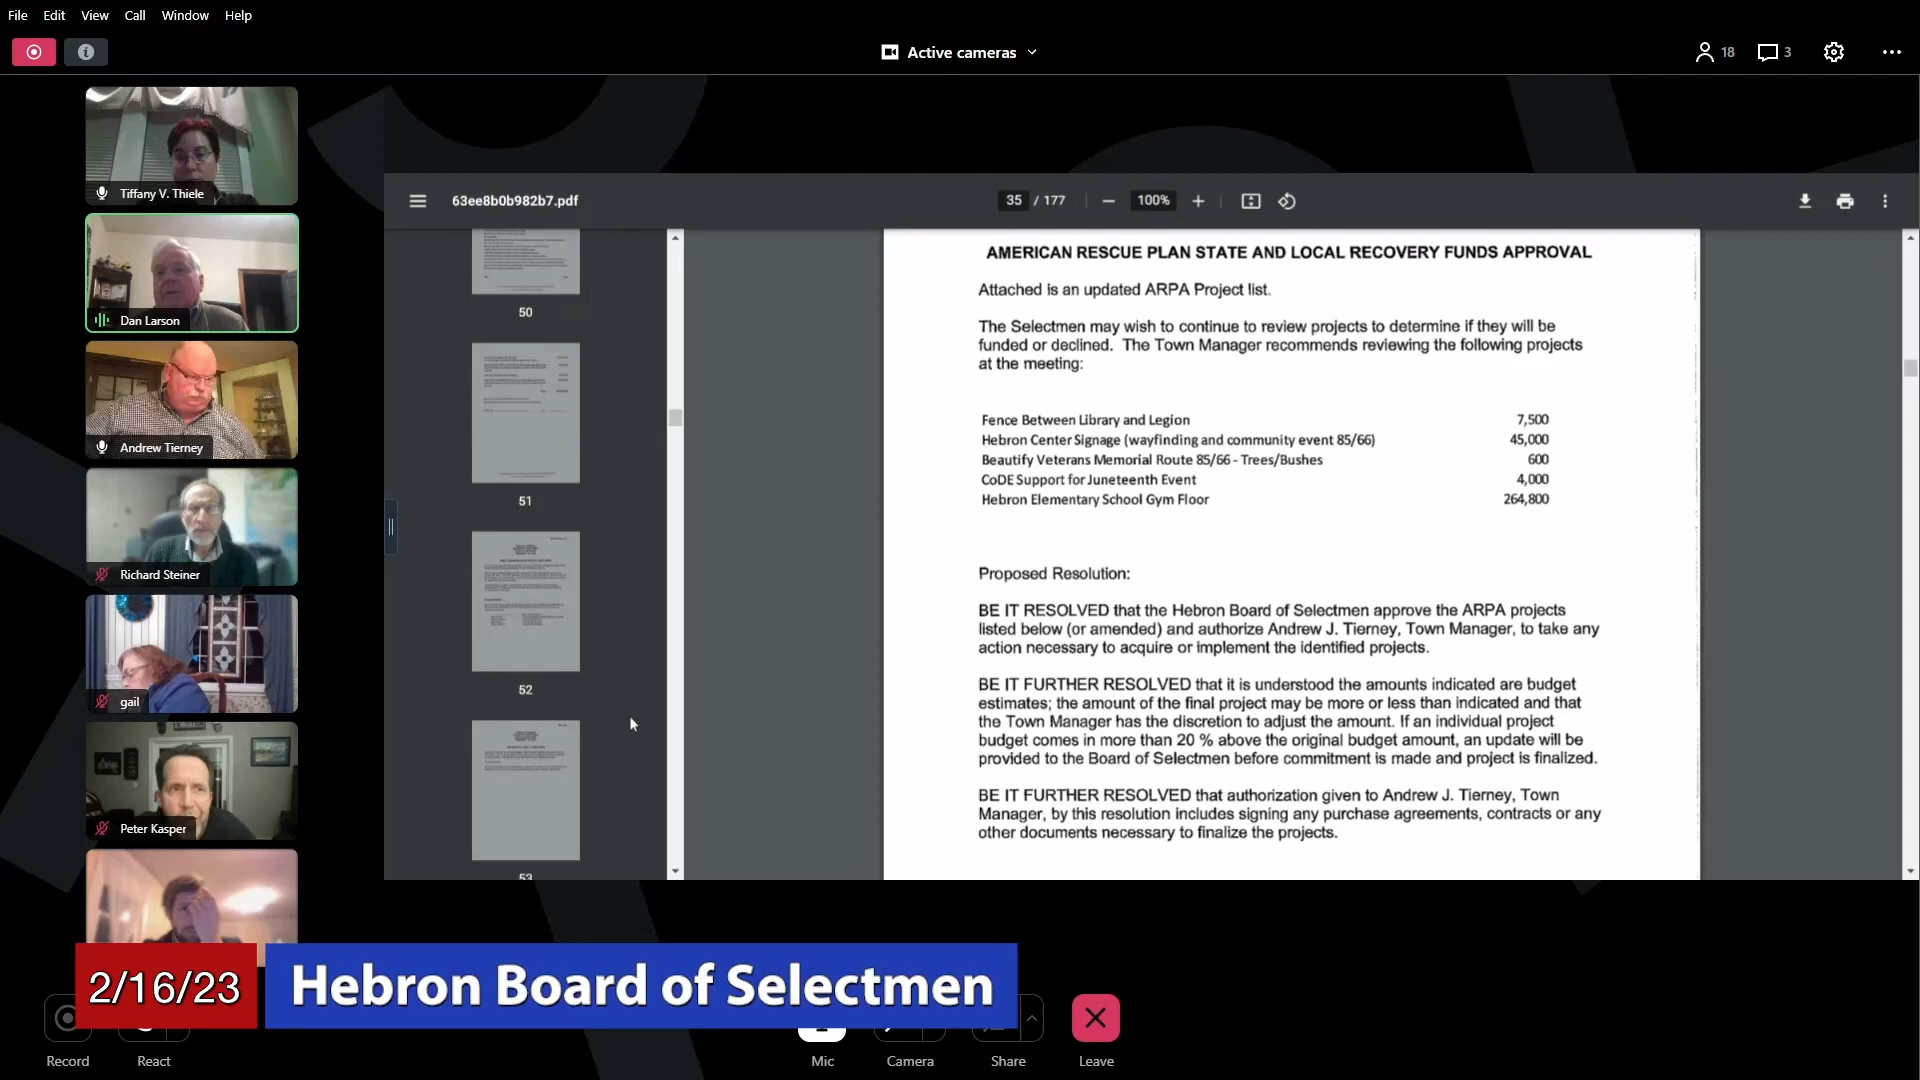 File Edit View Call Window Help
Active cameras
18
3
Tiffany V. Thiele
Dan Larson
Andrew Tierney
Richard Steiner
gail
Peter Kasper
63ee8b0b982b7.pdf
35 / 177
100%
50
51
52
53
AMERICAN RESCUE PLAN STATE AND LOCAL RECOVERY FUNDS APPROVAL
Attached is an updated ARPA Project list.
The Selectmen may wish to continue to review projects to determine if they will be
funded or declined. The Town Manager recommends reviewing the following projects
at the meeting:
Fence Between Library and Legion 7,500
Hebron Center Signage (wayfinding and community event 85/66) 45,000
Beautify Veterans Memorial Route 85/66 - Trees/Bushes 600
CoDE Support for Juneteenth Event 4,000
Hebron Elementary School Gym Floor 264,800
Proposed Resolution:
BE IT RESOLVED that the Hebron Board of Selectmen approve the ARPA projects
listed below (or amended) and authorize Andrew J. Tierney, Town Manager, to take any
action necessary to acquire or implement the identified projects.
BE IT FURTHER RESOLVED that it is understood the amounts indicated are budget
estimates; the amount of the final project may be more or less than indicated and that
the Town Manager has the discretion to adjust the amount. If an individual project
budget comes in more than 20 % above the original budget amount, an update will be
provided to the Board of Selectmen before commitment is made and project is finalized.
BE IT FURTHER RESOLVED that authorization given to Andrew J. Tierney, Town
Manager, by this resolution includes signing any purchase agreements, contracts or any
other documents necessary to finalize the projects.
2/16/23
Hebron Board of Selectmen
Record
React
Mic
Camera
Share
Leave